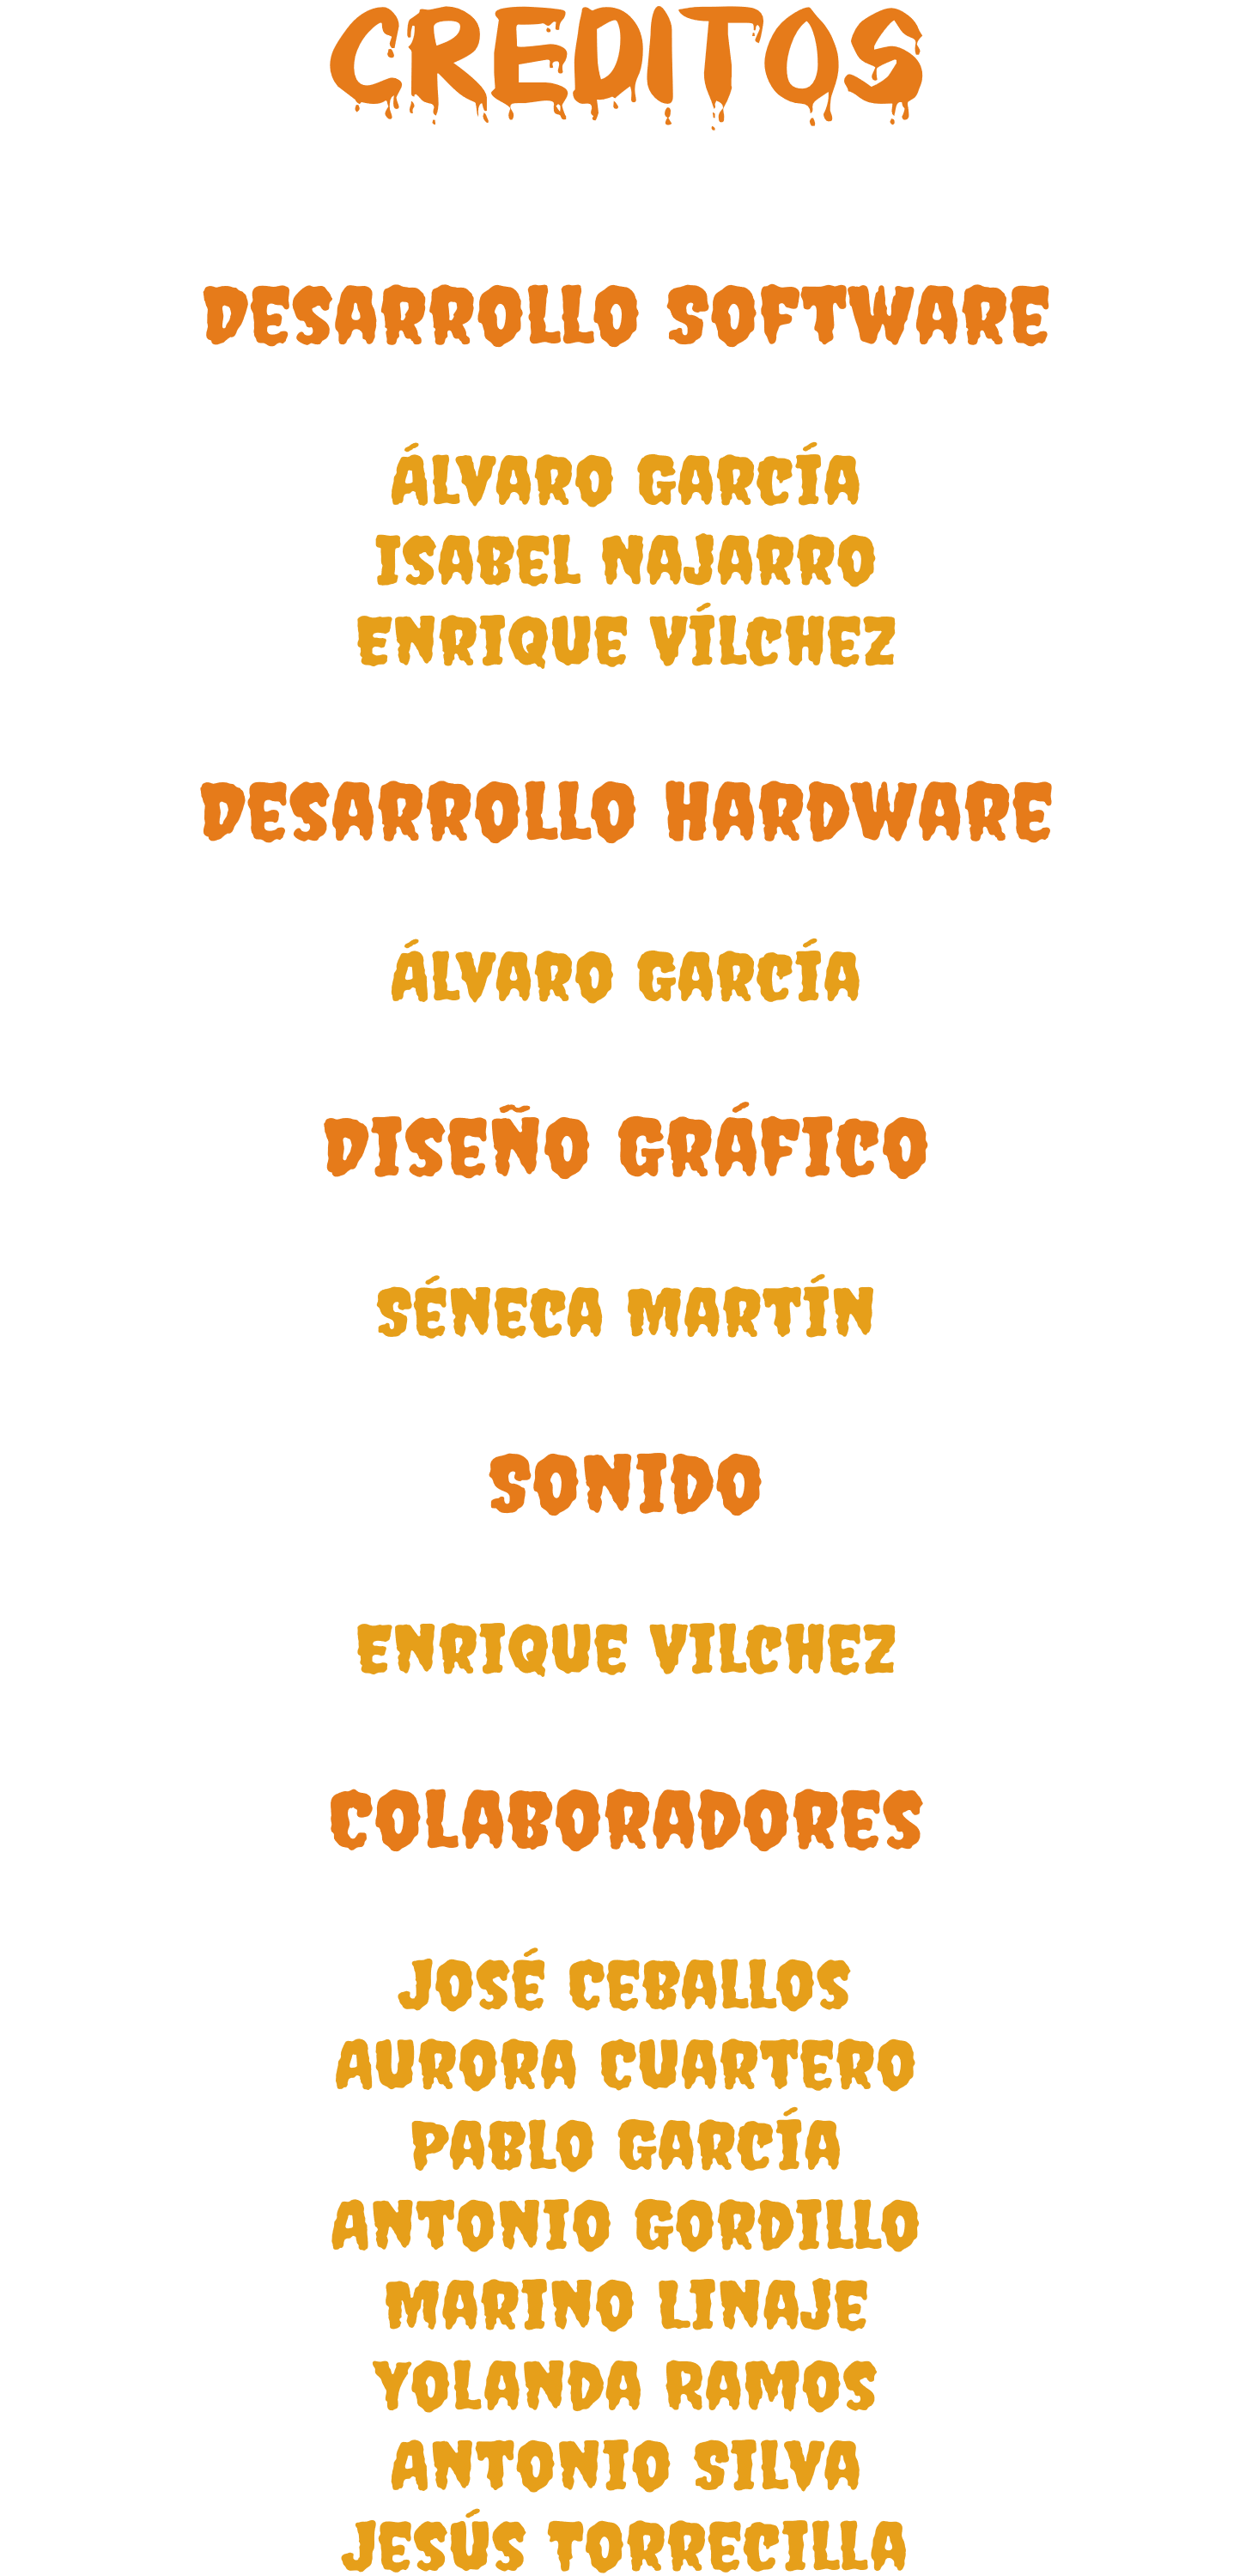 CREDITOS
DESARROLLO SOFTWARE
ÁLVARO GARCÍA
ISABEL NAJARRO
ENRIQUE VÍLCHEZ
DESARROLLO HARDWARE
ÁLVARO GARCÍA
DISEÑO GRÁFICO
SÉNECA MARTÍN
SONIDO
ENRIQUE VILCHEZ
COLABORADORES
JOSÉ CEBALLOS
AURORA CUARTERO
PABLO GARCÍA
ANTONIO GORDILLO
MARINO LINAJE
YOLANDA RAMOS
ANTONIO SILVA
JESÚS TORRECILLA